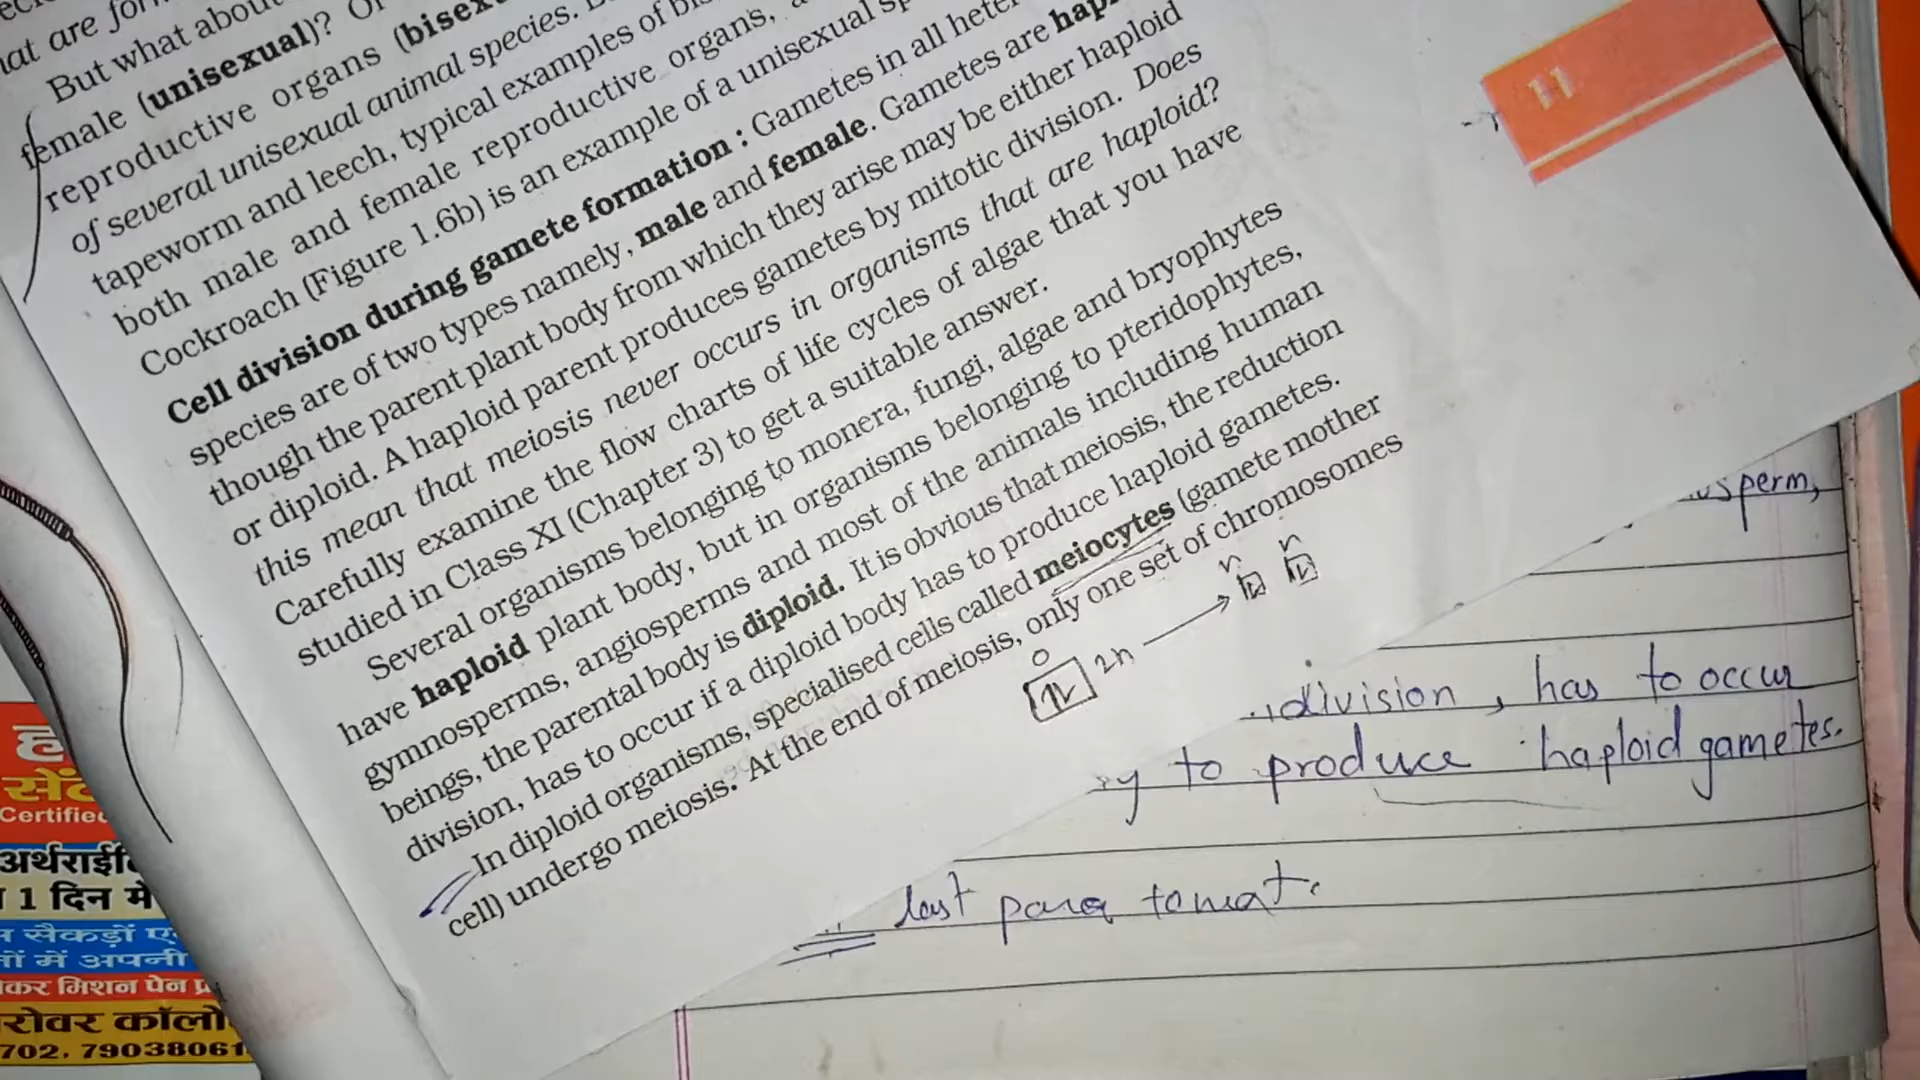 hat are
But what about
female (unisexual)?
reproductive organs
of several unisexual animal species.
tapeworm and leech, typical examples of
both male and female reproductive organs,
Cockroach (Figure 1.6b) is an example of a unisexual
Cell division during gamete formation : Gametes in all
species are of two types namely, male and female. Gametes are
though the parent plant body from which they arise may be either haploid
or diploid. A haploid parent produces gametes by mitotic division. Does
this mean that meiosis never occurs in organisms that are haploid?
Carefully examine the flow charts of life cycles of algae that you have
studied in Class XI (Chapter 3) to get a suitable answer.
Several organisms belonging to monera, fungi, algae and bryophytes
have haploid plant body, but in organisms belonging to pteridophytes,
gymnosperms, angiosperms and most of the animals including human
beings, the parental body is diploid. It is obvious that meiosis, the reduction
division, has to occur if a diploid body has to produce haploid gametes.
In diploid organisms, specialised cells called meiocytes (gamete mother
cell) undergo meiosis. At the end of meiosis, only one set of chromosomes
11
2n
n n
sperm,
division, has to occur
to produce haploid gametes.
last para
Certified
1 दिन में
सैकड़ों
में अपनी
मिशन पेन
702, 79038061